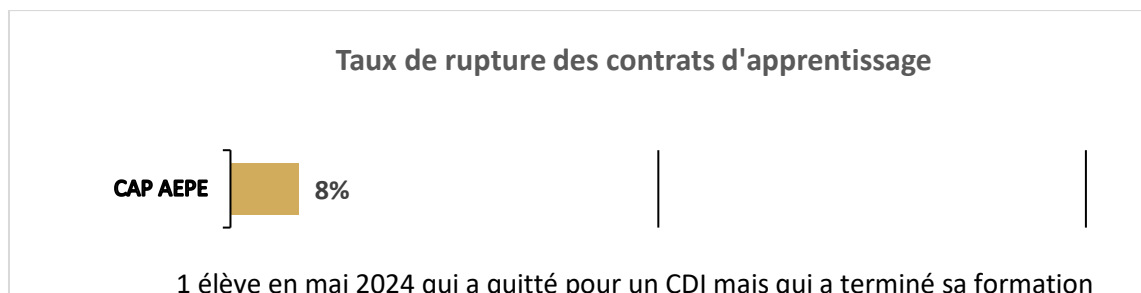 Taux de rupture des contrats d'apprentissage
CAP AEPE 8%
1 élève en mai 2024 qui a quitté pour un CDI mais qui a terminé sa formation